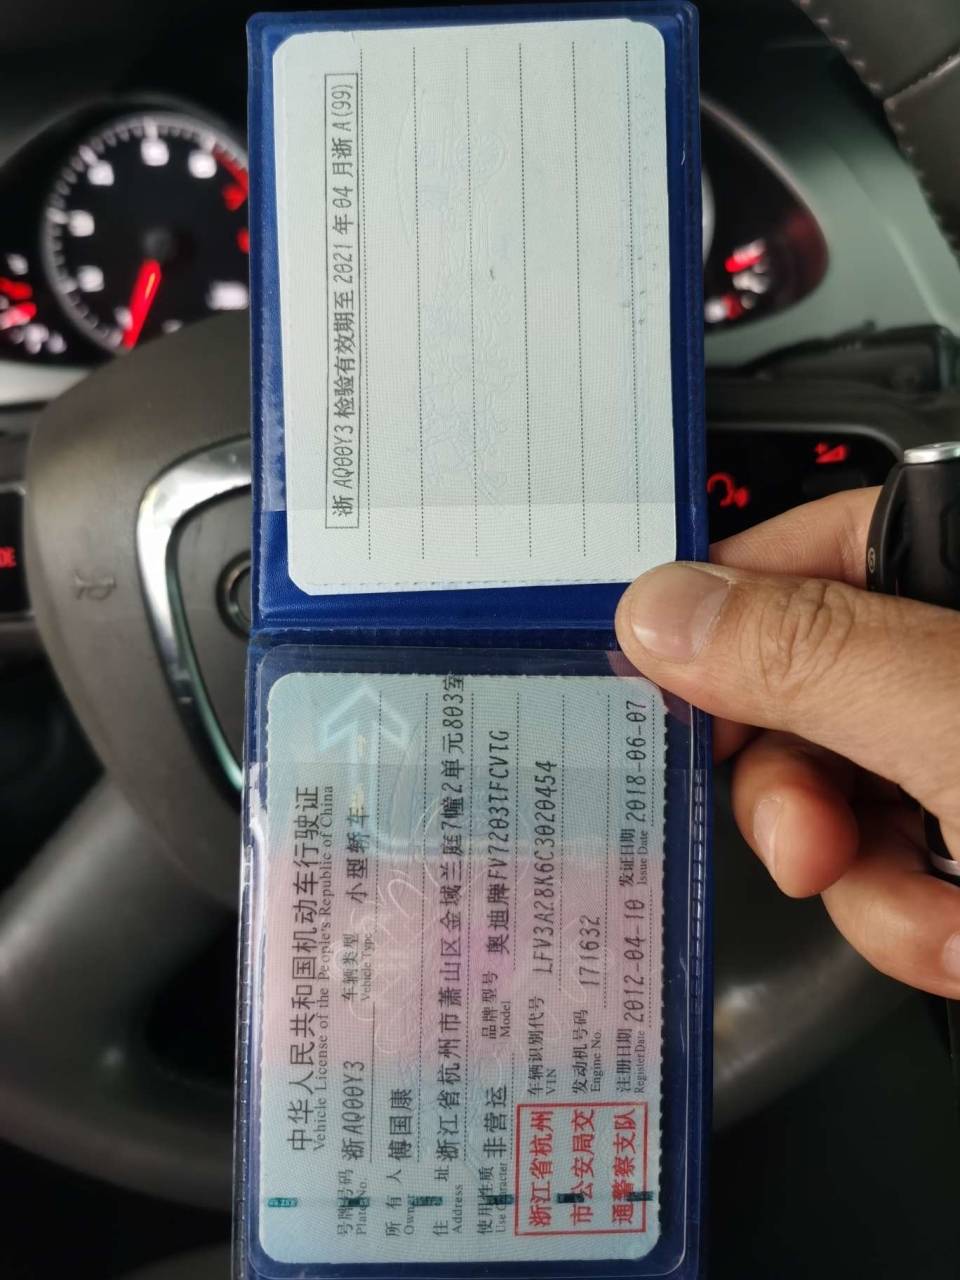 中华人民共和国机动车行驶证
Vehicle License of the People's Republic of China
号牌号码 浙AQ00Y3 车辆类型 小型轿车
Plate No. Vehicle Type
所有人 傅国康
Owner
住址 浙江省杭州市萧山区金域兰庭7幢2单元803室
Address
使用性质 非营运 品牌型号 奥迪牌FV7203TFCVTG
Use Character Model
浙江省杭州
市公安局交
通警察支队
车辆识别代号 LFV3A28K6C3020454
VIN
发动机号码 171632
Engine No.
注册日期 2012-04-10 发证日期 2018-06-07
Register Date Issue Date
浙AQ00Y3检验有效期至2021年04月浙A(99)